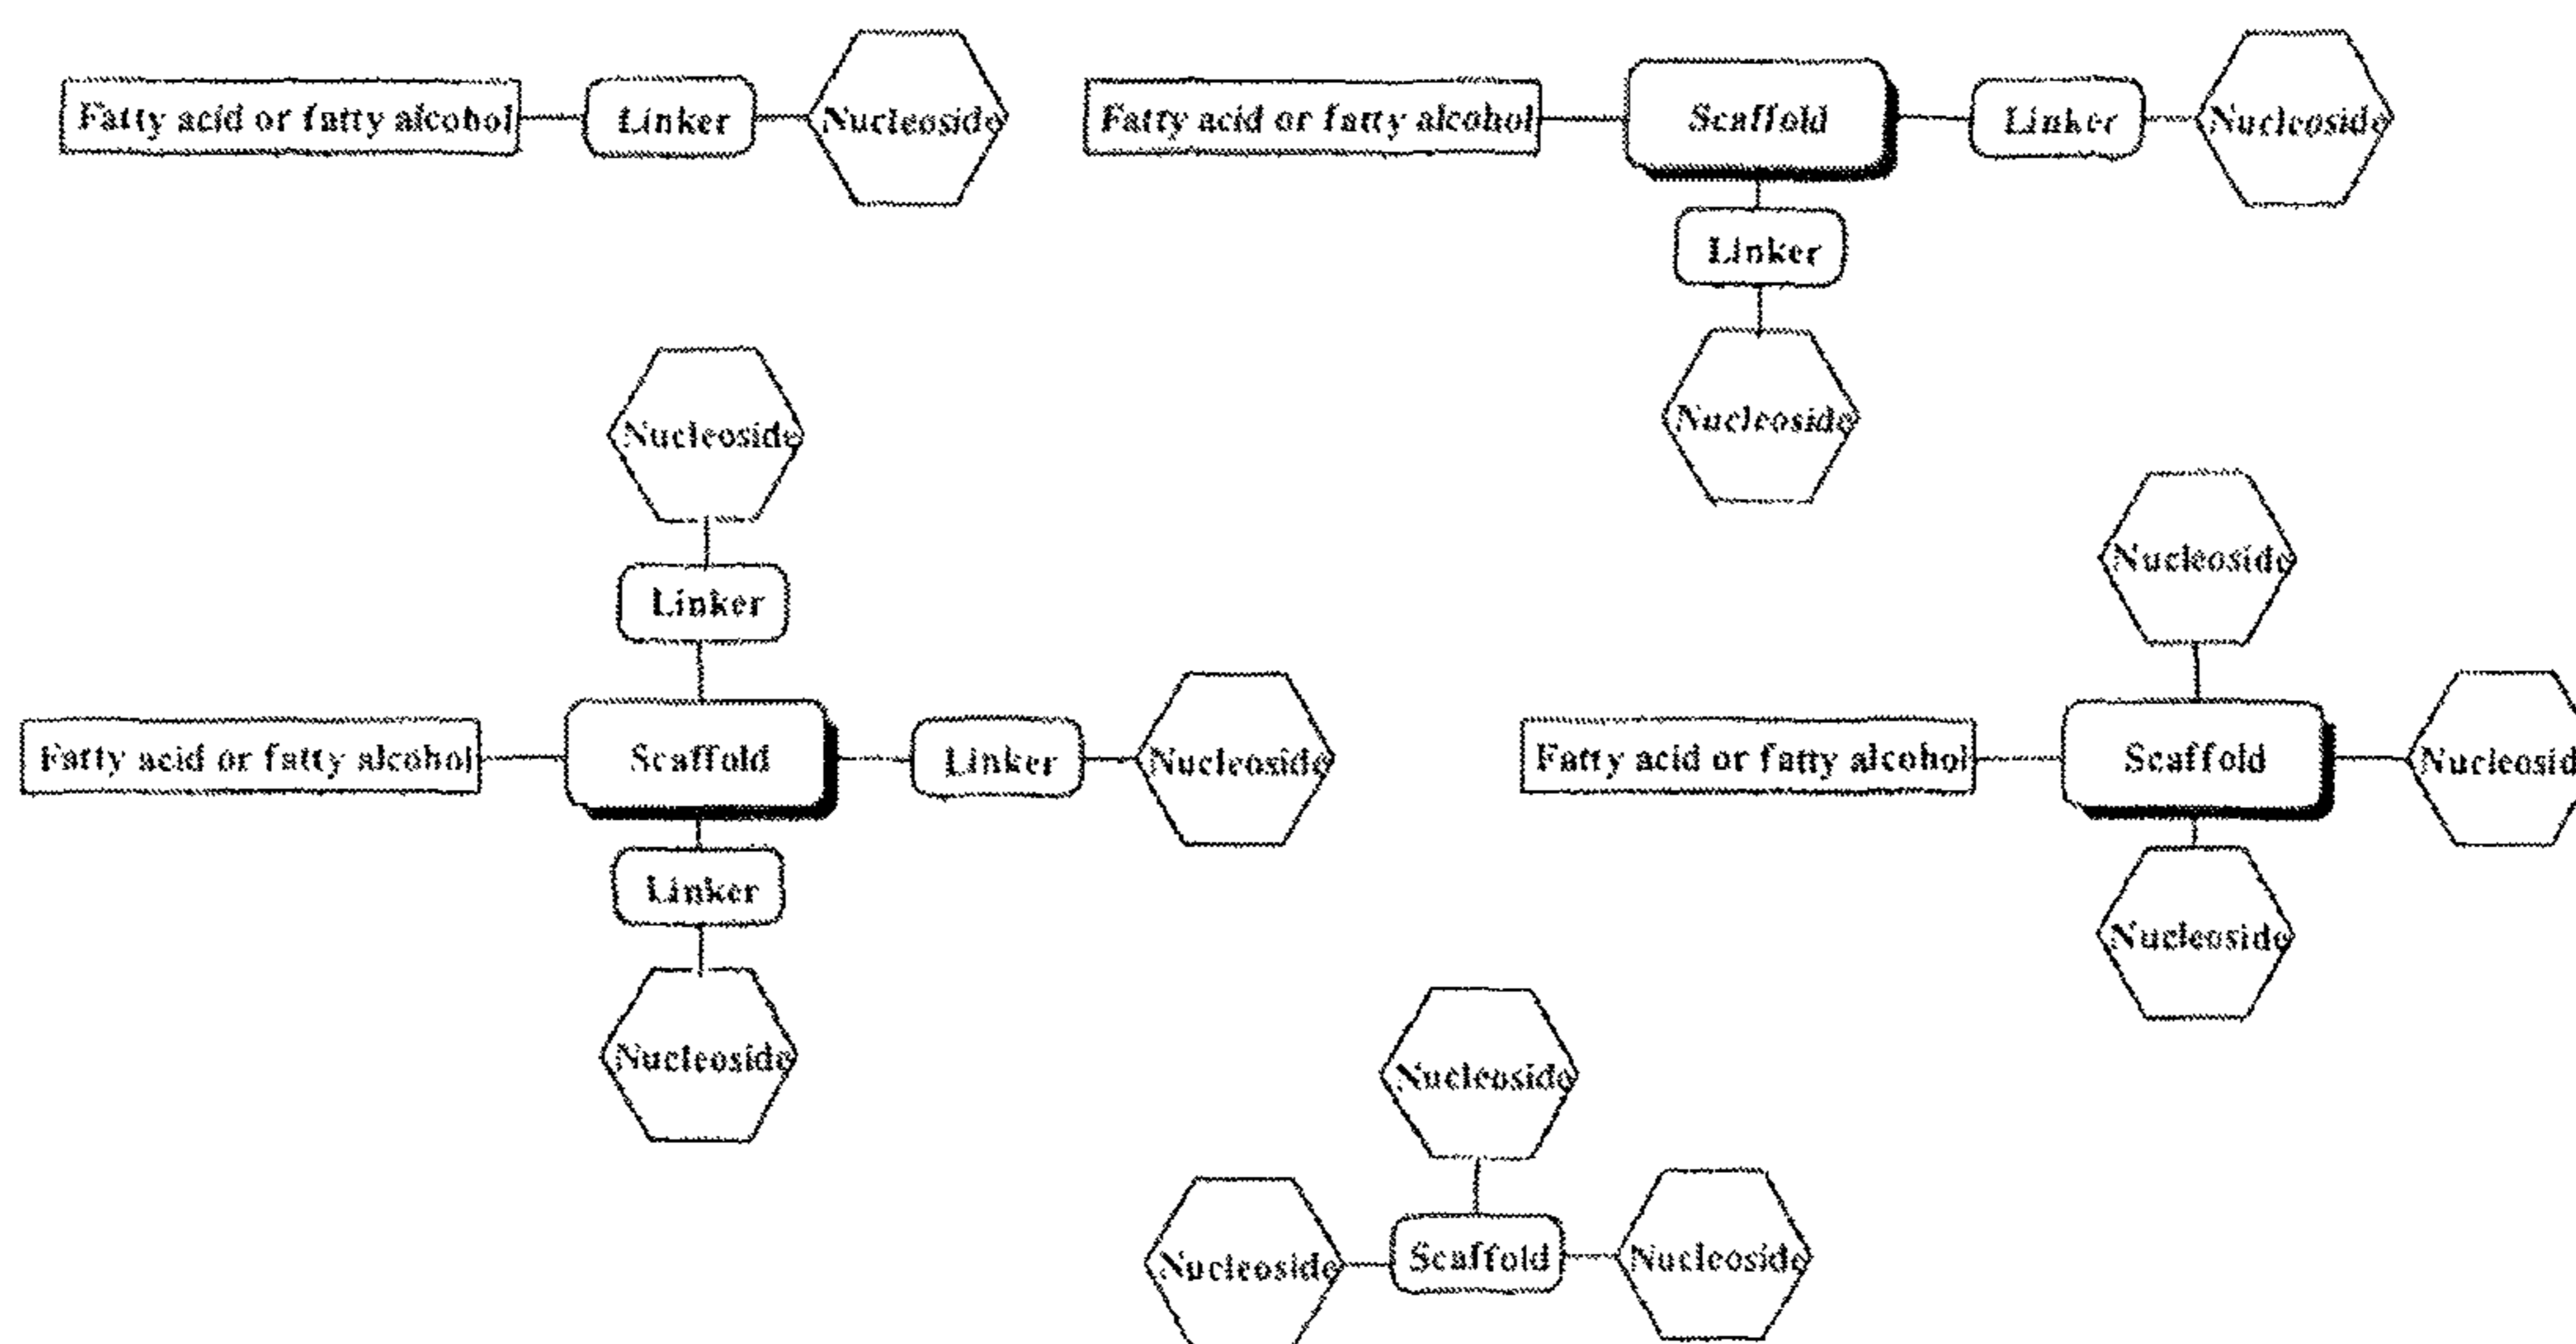 Fatty acid or fatty alcohol Linker Nucleoside
Fatty acid or fatty alcohol Scaffold Linker Nucleoside
Linker
Nucleoside
Nucleoside
Linker
Fatty acid or fatty alcohol Scaffold Linker Nucleoside
Linker
Nucleoside
Nucleoside
Fatty acid or fatty alcohol Scaffold Nucleosid
Nucleoside
Nucleoside
Nucleoside Scaffold Nucleoside